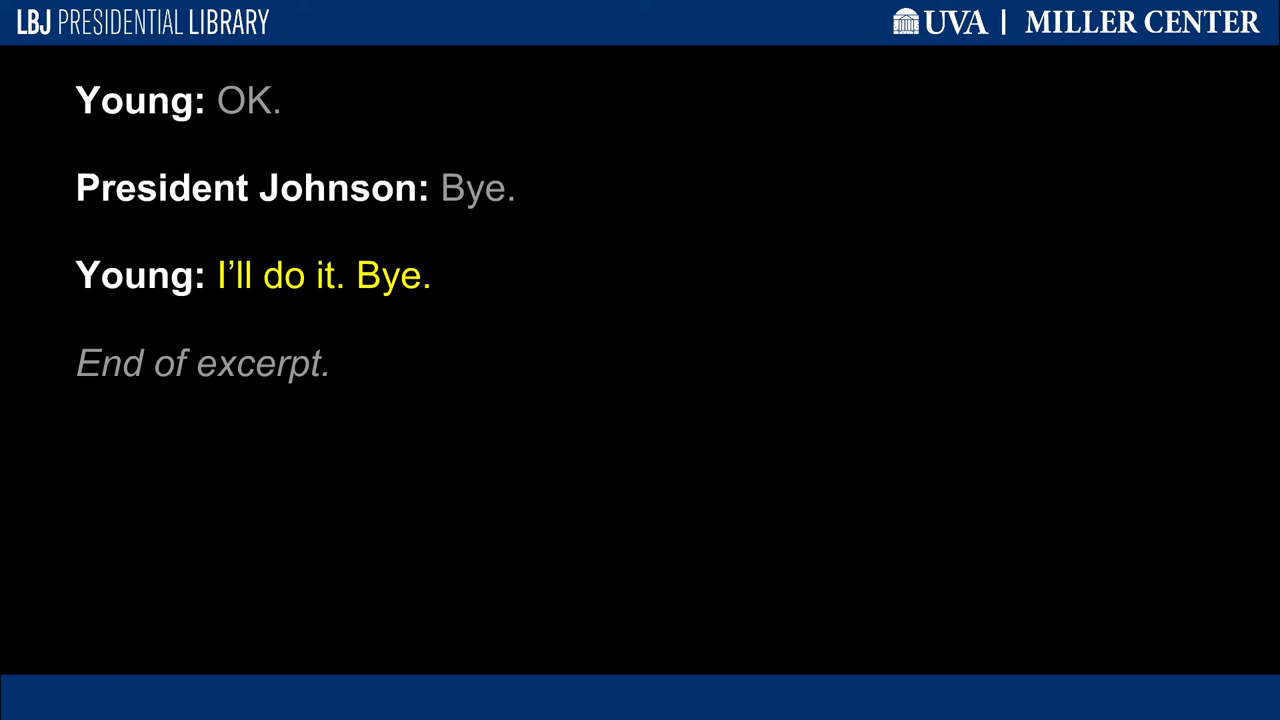 LBJ PRESIDENTIAL LIBRARY
UVA | MILLER CENTER
Young: OK.
President Johnson: Bye.
Young: I’ll do it. Bye.
End of excerpt.